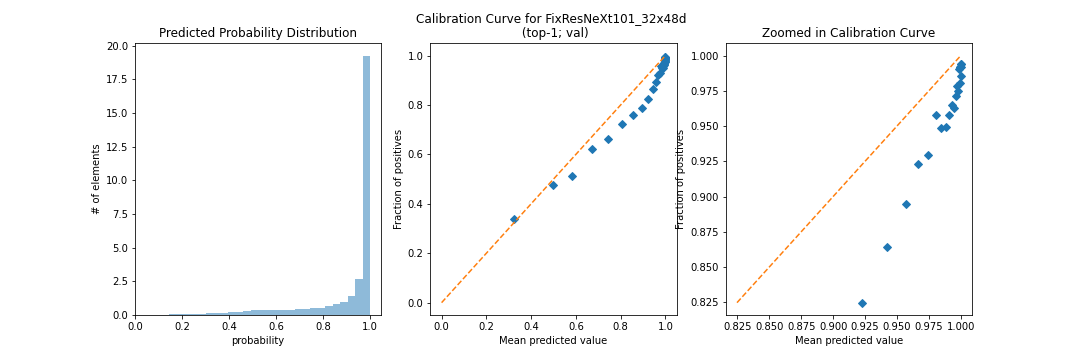 Predicted Probability Distribution
# of elements
20.0
17.5
15.0
12.5
10.0
7.5
5.0
2.5
0.0
0.0 0.2 0.4 0.6 0.8 1.0
probability
Calibration Curve for FixResNeXt101_32x48d
(top-1; val)
Fraction of positives
1.0
0.8
0.6
0.4
0.2
0.0
0.0 0.2 0.4 0.6 0.8 1.0
Mean predicted value
Zoomed in Calibration Curve
Fraction of positives
1.000
0.975
0.950
0.925
0.900
0.875
0.850
0.825
0.825 0.850 0.875 0.900 0.925 0.950 0.975 1.000
Mean predicted value